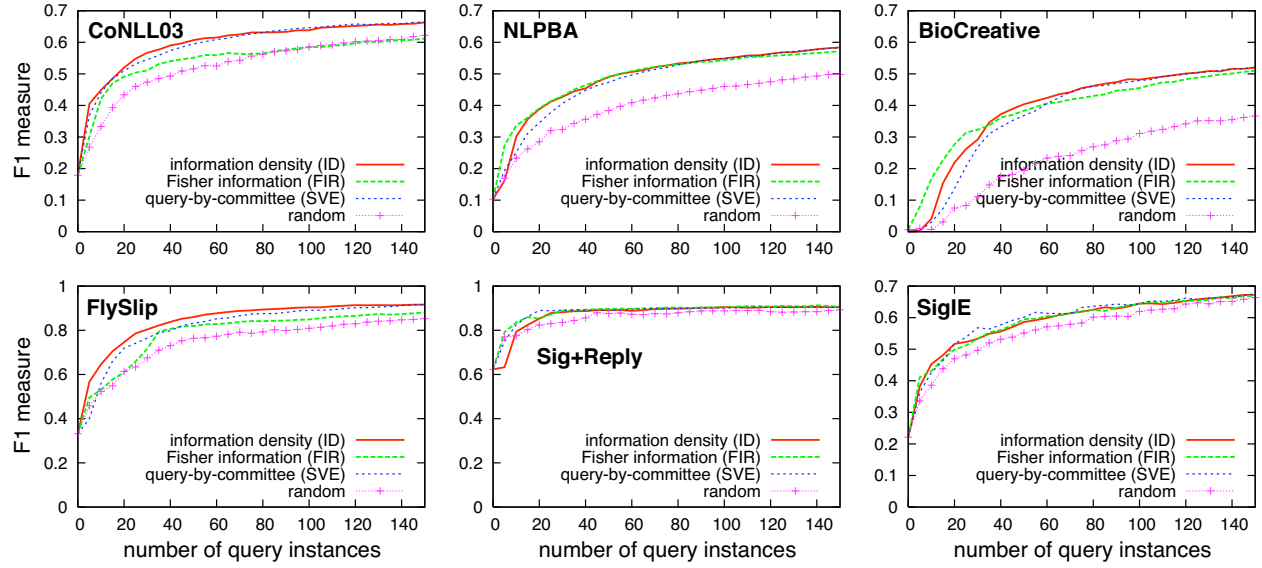 CoNLL03
F1 measure
0.7
0.6
0.5
0.4
0.3
0.2
0.1
0
information density (ID)
Fisher information (FIR)
query-by-committee (SVE)
random
0 20 40 60 80 100 120 140
NLPBA
0.7
0.6
0.5
0.4
0.3
0.2
0.1
0
information density (ID)
Fisher information (FIR)
query-by-committee (SVE)
random
0 20 40 60 80 100 120 140
BioCreative
0.7
0.6
0.5
0.4
0.3
0.2
0.1
0
information density (ID)
Fisher information (FIR)
query-by-committee (SVE)
random
0 20 40 60 80 100 120 140
FlySlip
F1 measure
1
0.8
0.6
0.4
0.2
0
information density (ID)
Fisher information (FIR)
query-by-committee (SVE)
random
0 20 40 60 80 100 120 140
number of query instances
Sig+Reply
1
0.8
0.6
0.4
0.2
0
information density (ID)
Fisher information (FIR)
query-by-committee (SVE)
random
0 20 40 60 80 100 120 140
number of query instances
SigIE
0.7
0.6
0.5
0.4
0.3
0.2
0.1
0
information density (ID)
Fisher information (FIR)
query-by-committee (SVE)
random
0 20 40 60 80 100 120 140
number of query instances